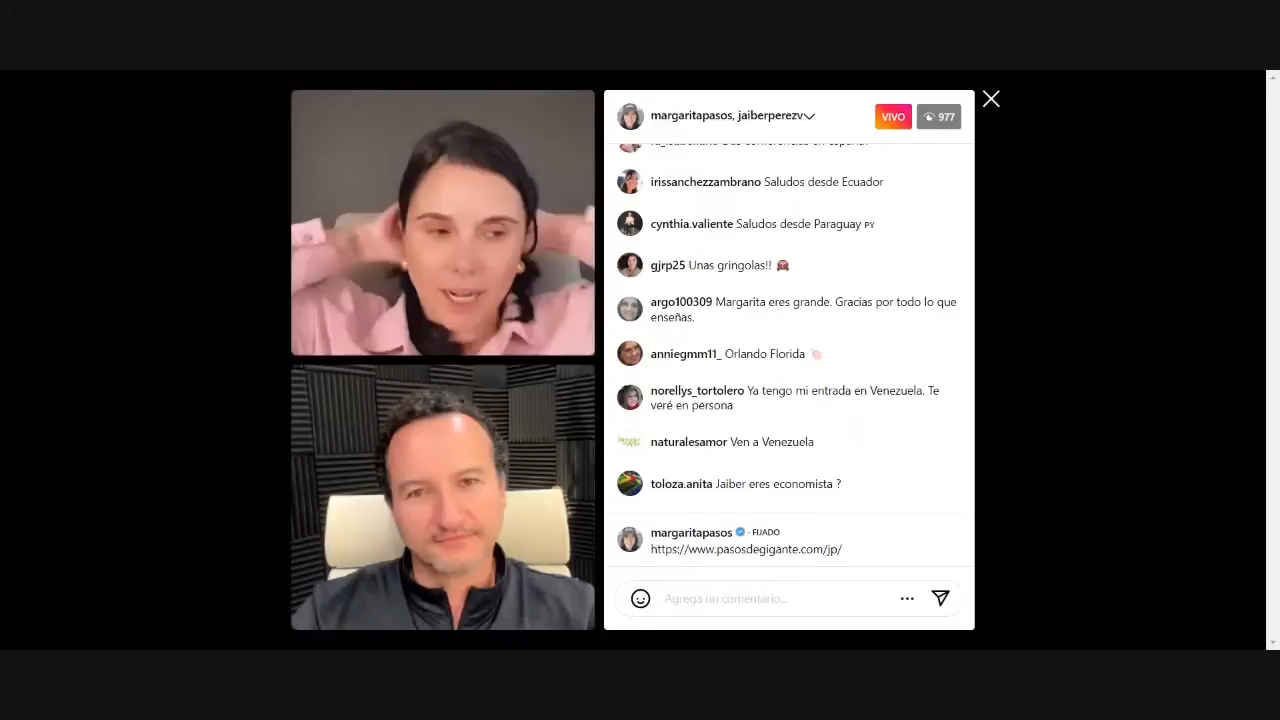 margaritapasos, jaiberperezv
VIVO
977
irissanchezzambrano Saludos desde Ecuador
cynthia.valiente Saludos desde Paraguay PY
gjrp25 Unas gringolas!! 🙈
argo100309 Margarita eres grande. Gracias por todo lo que
enseñas.
anniegmm11_ Orlando Florida
norellys_tortolero Ya tengo mi entrada en Venezuela. Te
veré en persona
naturalesamor Ven a Venezuela
toloza.anita Jaiber eres economista ?
margaritapasos · FIJADO
https://www.pasosdegigante.com/jp/
Agrega un comentario...